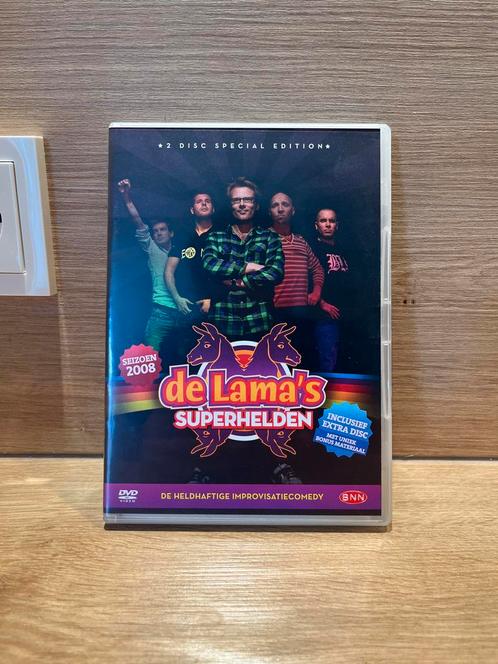 ★2 DISC SPECIAL EDITION★
SEIZOEN
2008
de Lama's
SUPERHELDEN
INCLUSIEF
EXTRA DISC
MET UNIEK
BONUS MATERIAAL
DVD
VIDEO
DE HELDHAFTIGE IMPROVISATIECOMEDY
BNN